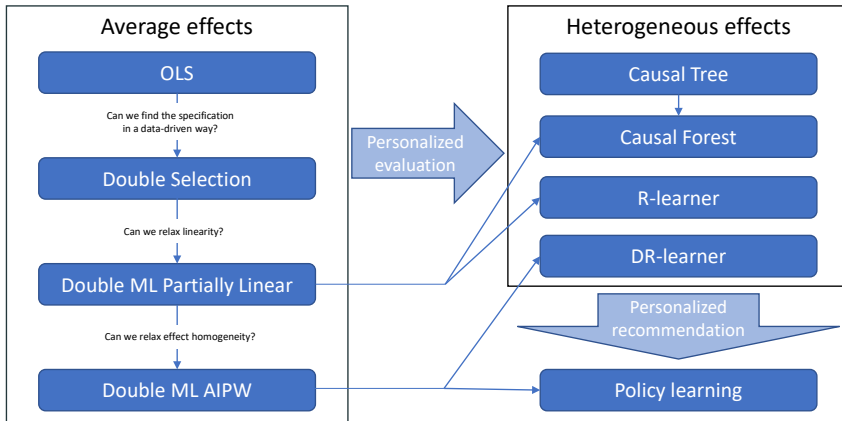 Average effects
OLS
Can we find the specification
in a data-driven way?
Double Selection
Can we relax linearity?
Double ML Partially Linear
Can we relax effect homogeneity?
Double ML AIPW
Personalized
evaluation
Heterogeneous effects
Causal Tree
Causal Forest
R-learner
DR-learner
Personalized
recommendation
Policy learning